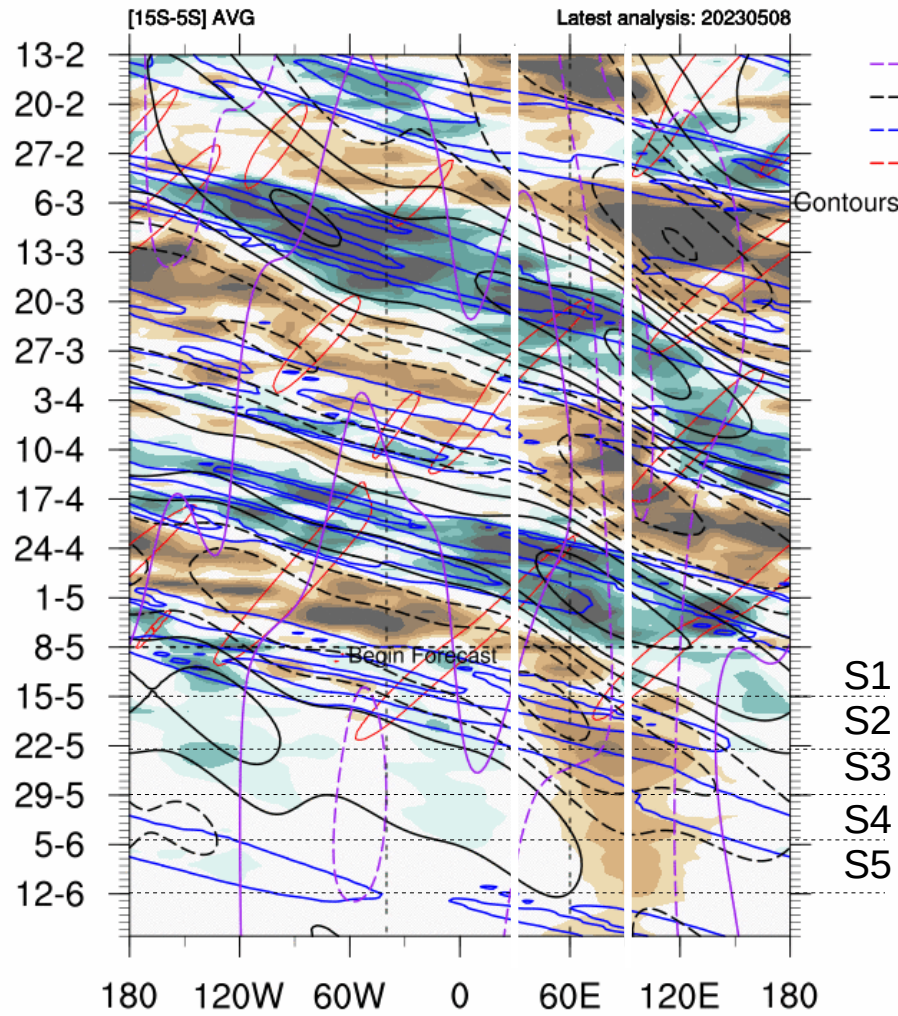 [15S-5S] AVG
Latest analysis: 20230508
13-2
20-2
27-2
6-3
Contours
13-3
20-3
27-3
3-4
10-4
17-4
24-4
1-5
8-5
Begin Forecast
S1
15-5
S2
22-5
S3
29-5
S4
5-6
S5
12-6
180 120W 60W 0 60E 120E 180